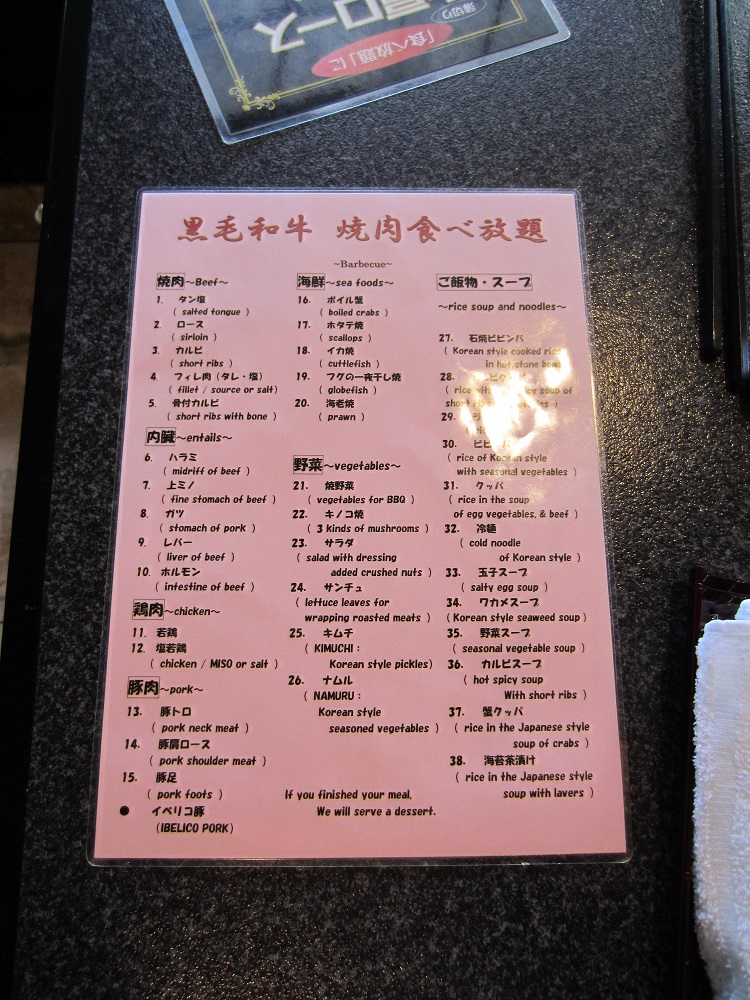 薄切り
肩ロース
「食べ放題」に
黒毛和牛 焼肉食べ放題
~Barbecue~
焼肉~Beef~
1. タン塩
( salted tongue )
2. ロース
( sirloin )
3. カルビ
( short ribs )
4. フィレ肉(タレ・塩)
( fillet / source or salt)
5. 骨付カルビ
( short ribs with bone )
内臓~entails~
6. ハラミ
( midriff of beef )
7. 上ミノ
( fine stomach of beef )
8. ガツ
( stomach of pork )
9. レバー
( liver of beef )
10. ホルモン
( intestine of beef )
鶏肉~chicken~
11. 若鶏
12. 塩若鶏
( chicken / MISO or salt )
豚肉~pork~
13. 豚トロ
( pork neck meat )
14. 豚肩ロース
( pork shoulder meat )
15. 豚足
( pork foots )
● イベリコ豚
(IBELICO PORK)
海鮮~sea foods~
16. ボイル蟹
( boiled crabs )
17. ホタテ焼
( scallops )
18. イカ焼
( cuttlefish )
19. フグの一夜干し焼
( globefish )
20. 海老焼
( prawn )
野菜~vegetables~
21. 焼野菜
( vegetables for BBQ )
22. キノコ焼
( 3 kinds of mushrooms )
23. サラダ
( salad with dressing
added crushed nuts )
24. サンチュ
( lettuce leaves for
wrapping roasted meats )
25. キムチ
( KIMUCHI :
Korean style pickles)
26. ナムル
( NAMURU :
Korean style
seasoned vegetables )
If you finished your meal,
We will serve a dessert.
ご飯物・スープ
~rice soup and noodles~
27. 石焼ビビンバ
( Korean style cooked rice
in hot stone bowl
28.
( rice with soup of
short
29.
30. ビビンバ
( rice of Korean style
with seasonal vegetables )
31. クッパ
( rice in the soup
of egg vegetables, & beef )
32. 冷麺
( cold noodle
of Korean style )
33. 玉子スープ
( salty egg soup )
34. ワカメスープ
( Korean style seaweed soup )
35. 野菜スープ
( seasonal vegetable soup )
36. カルビスープ
( hot spicy soup
With short ribs )
37. 蟹クッパ
( rice in the Japanese style
soup of crabs )
38. 海苔茶漬け
( rice in the Japanese style
soup with lavers )